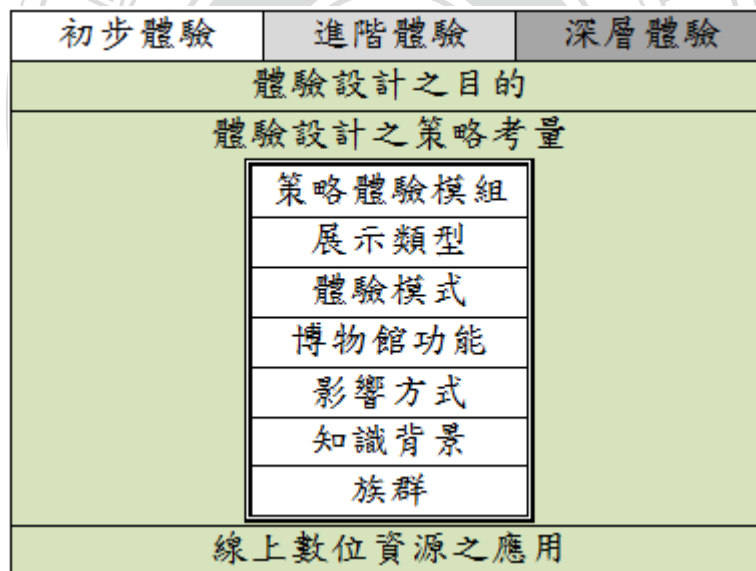 初步體驗 進階體驗 深層體驗
體驗設計之目的
體驗設計之策略考量
策略體驗模組
展示類型
體驗模式
博物館功能
影響方式
知識背景
族群
線上數位資源之應用